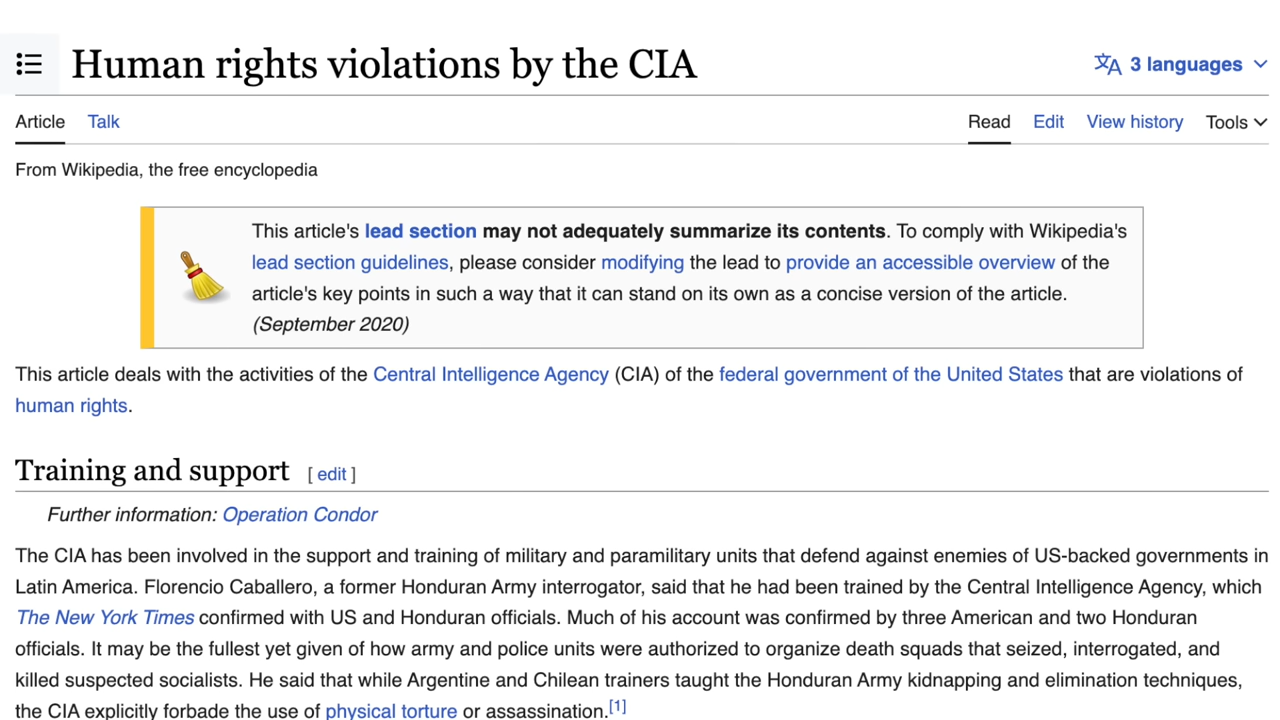 Human rights violations by the CIA
3 languages
Article Talk Read Edit View history Tools
From Wikipedia, the free encyclopedia
This article's lead section may not adequately summarize its contents. To comply with Wikipedia's
lead section guidelines, please consider modifying the lead to provide an accessible overview of the
article's key points in such a way that it can stand on its own as a concise version of the article.
(September 2020)
This article deals with the activities of the Central Intelligence Agency (CIA) of the federal government of the United States that are violations of
human rights.
Training and support [ edit ]
Further information: Operation Condor
The CIA has been involved in the support and training of military and paramilitary units that defend against enemies of US-backed governments in
Latin America. Florencio Caballero, a former Honduran Army interrogator, said that he had been trained by the Central Intelligence Agency, which
The New York Times confirmed with US and Honduran officials. Much of his account was confirmed by three American and two Honduran
officials. It may be the fullest yet given of how army and police units were authorized to organize death squads that seized, interrogated, and
killed suspected socialists. He said that while Argentine and Chilean trainers taught the Honduran Army kidnapping and elimination techniques,
the CIA explicitly forbade the use of physical torture or assassination.[1]